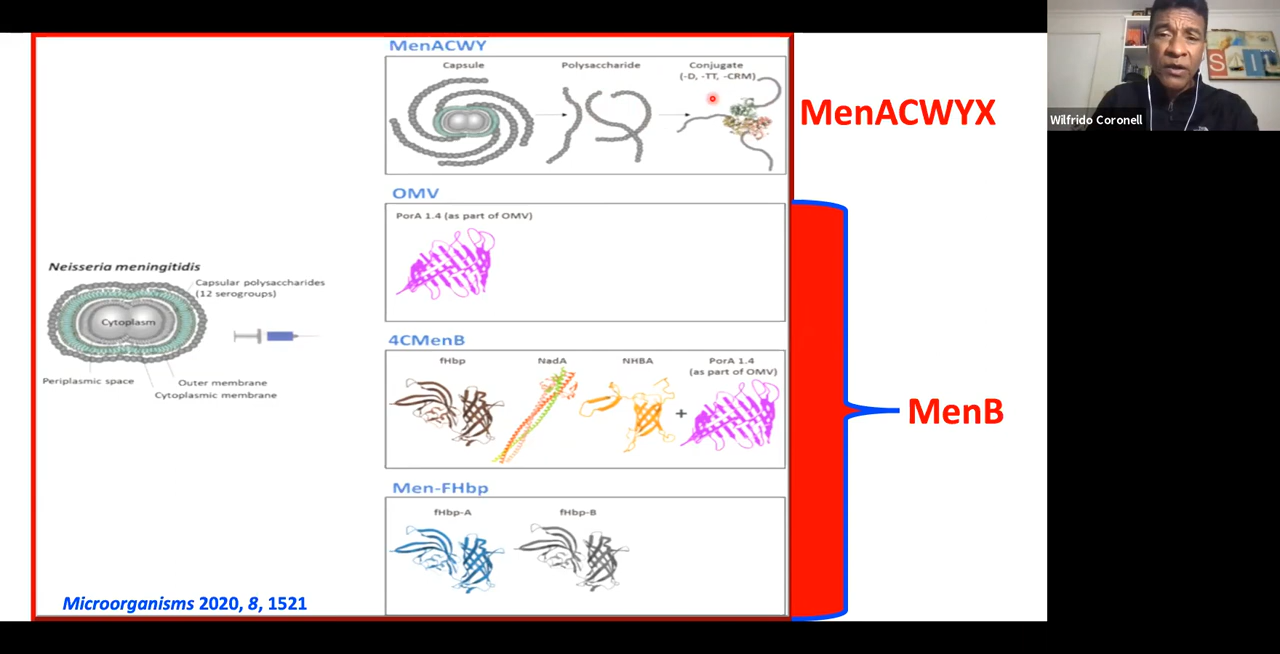 MenACWY
Capsule
Polysaccharide
Conjugate
(-D, -TT, -CRM)
MenACWYX
Wilfrido Coronell
OMV
PorA 1.4 (as part of OMV)
Neisseria meningitidis
Capsular polysaccharides
(12 serogroups)
Cytoplasm
Periplasmic space
Outer membrane
Cytoplasmic membrane
4CMenB
fHbp
NadA
NHBA
PorA 1.4
(as part of OMV)
+
MenB
Men-FHbp
fHbp-A
fHbp-B
Microorganisms 2020, 8, 1521